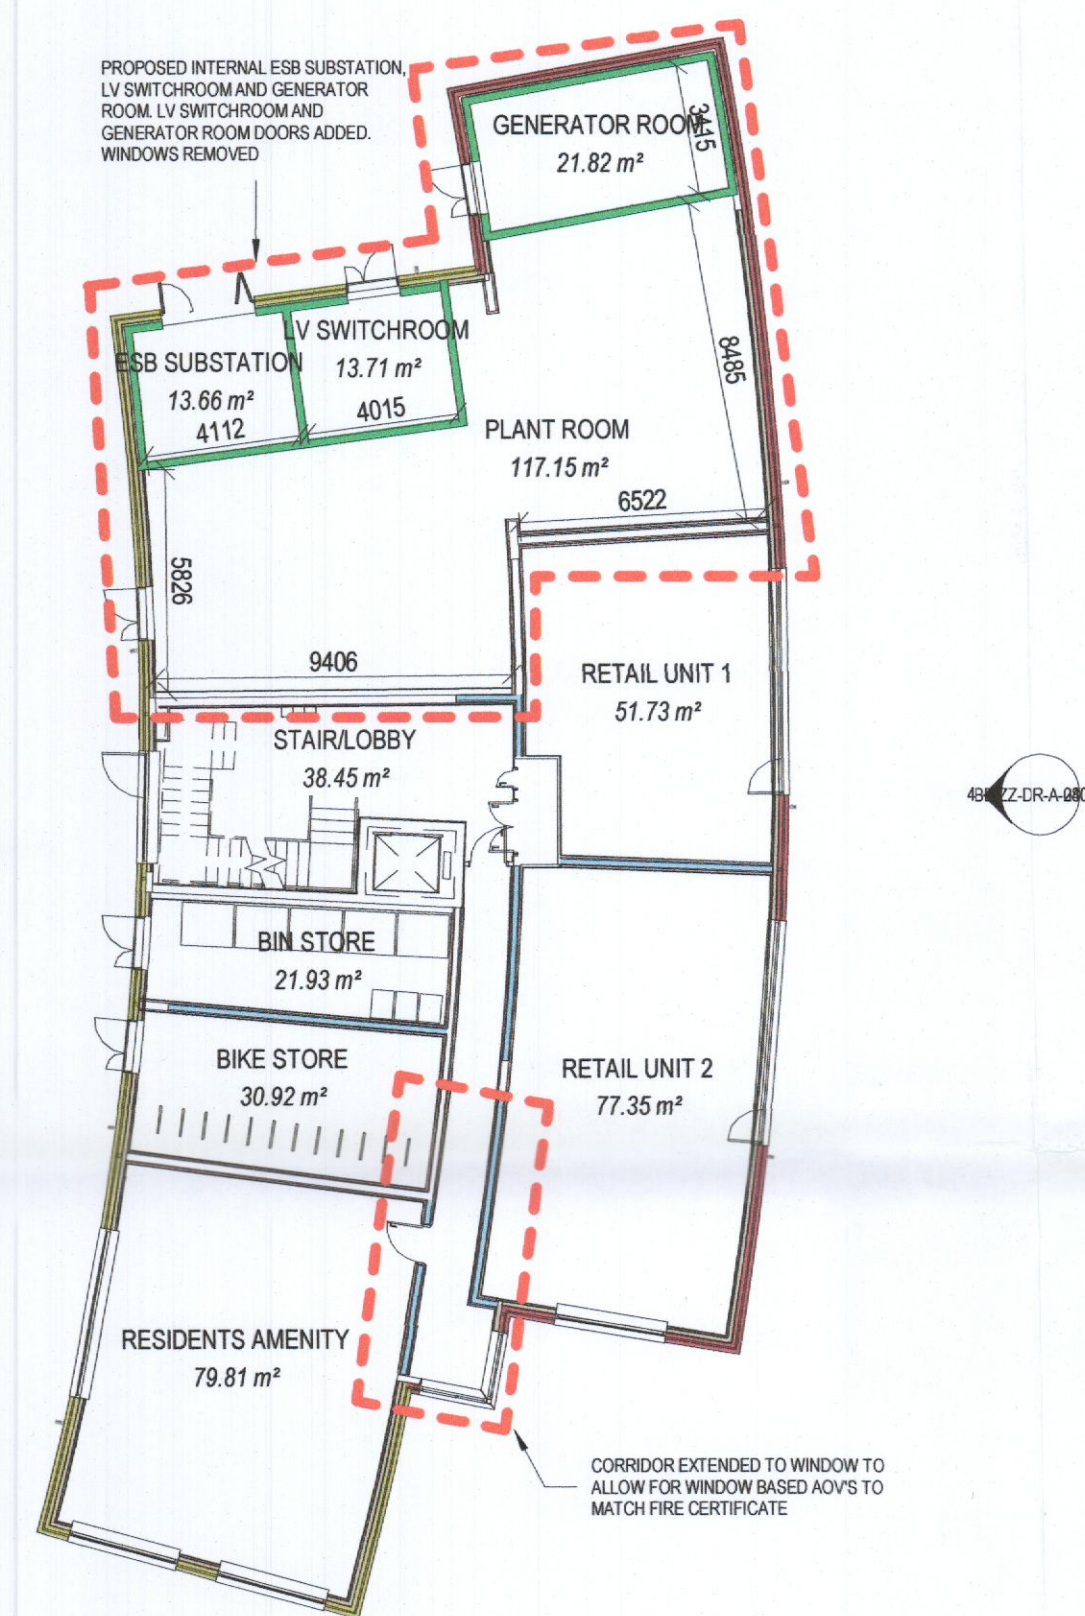 PROPOSED INTERNAL ESB SUBSTATION,
LV SWITCHROOM AND GENERATOR
ROOM. LV SWITCHROOM AND
GENERATOR ROOM DOORS ADDED.
WINDOWS REMOVED
GENERATOR ROOM
21.82 m²
3415
LV SWITCHROOM
13.71 m²
4015
ESB SUBSTATION
13.66 m²
4112
8485
PLANT ROOM
117.15 m²
6522
5826
9406
RETAIL UNIT 1
51.73 m²
STAIR/LOBBY
38.45 m²
BIN STORE
21.93 m²
BIKE STORE
30.92 m²
RETAIL UNIT 2
77.35 m²
RESIDENTS AMENITY
79.81 m²
CORRIDOR EXTENDED TO WINDOW TO
ALLOW FOR WINDOW BASED AOV'S TO
MATCH FIRE CERTIFICATE